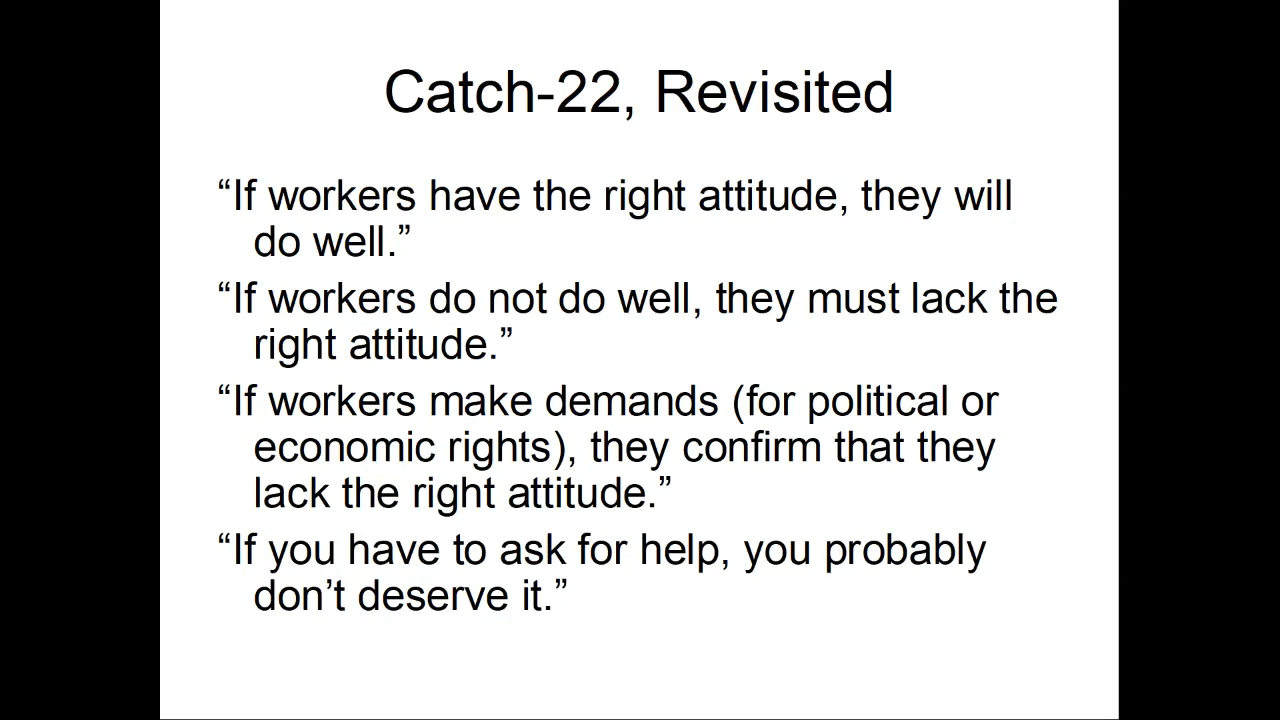 Catch-22, Revisited
“If workers have the right attitude, they will
do well.”
“If workers do not do well, they must lack the
right attitude.”
“If workers make demands (for political or
economic rights), they confirm that they
lack the right attitude.”
“If you have to ask for help, you probably
don’t deserve it.”